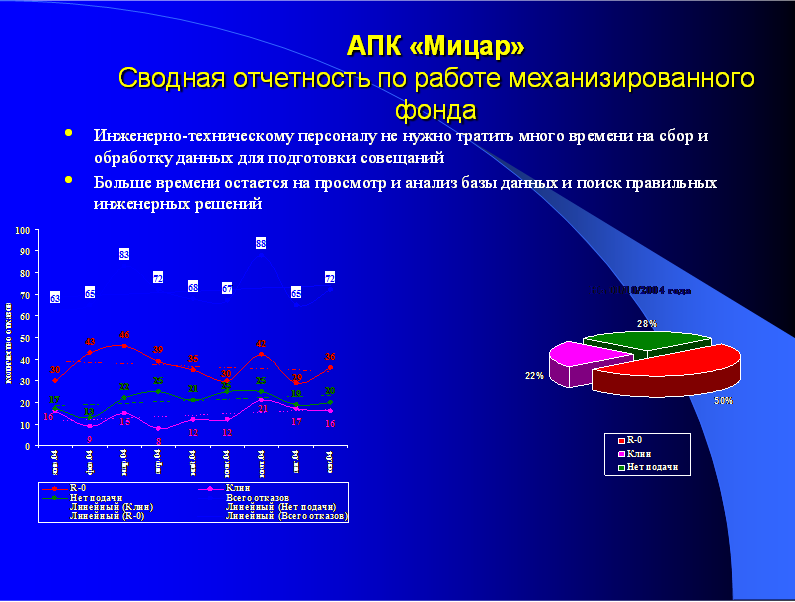 АПК «Мицар»
Сводная отчетность по работе механизированного
фонда
Инженерно-техническому персоналу не нужно тратить много времени на сбор и
обработку данных для подготовки совещаний
Больше времени остается на просмотр и анализ базы данных и поиск правильных
инженерных решений
количество отказов
100
90
80
70
60
50
40
30
20
10
0
63 65 83 72 68 67 88 65 72
30 43 46 39 35 30 42 29 36
17 13 22 25 21 25 25 19 20
16 9 15 8 12 12 21 17 16
янв.04 фев.04 мар.04 апр.04 май.04 июн.04 июл.04 авг.04 сен.04
R-0 Клин
Нет подачи Всего отказов
Линейный (Клин) Линейный (Нет подачи)
Линейный (R-0) Линейный (Всего отказов)
2004 года
28%
22%
50%
R-0
Клин
Нет подачи